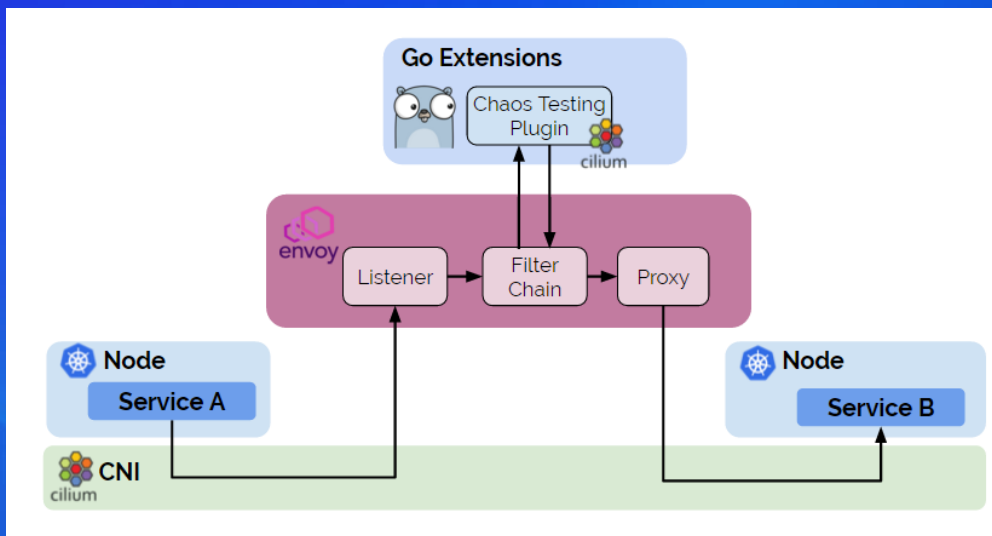 Go Extensions
Chaos Testing
Plugin
cilium
envoy
Listener
Filter
Chain
Proxy
Node
Service A
Node
Service B
CNI
cilium